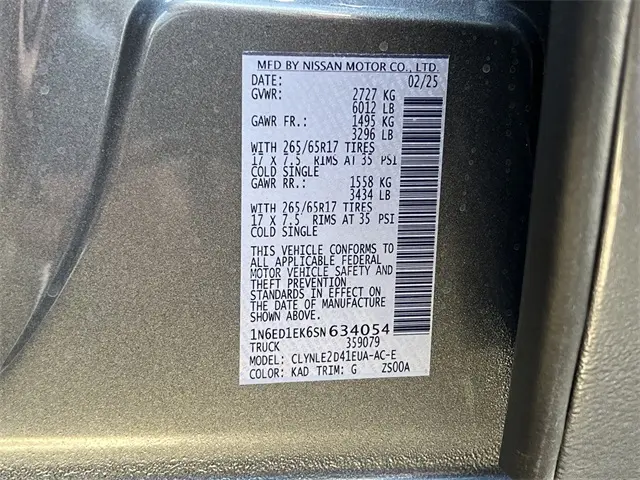 MFD BY NISSAN MOTOR CO., LTD.
DATE: 02/25
GVWR: 2727 KG
6012 LB
GAWR FR.: 1495 KG
3296 LB
WITH 265/65R17 TIRES
17 X 7.5 RIMS AT 35 PSI
COLD SINGLE
GAWR RR.: 1558 KG
3434 LB
WITH 265/65R17 TIRES
17 X 7.5 RIMS AT 35 PSI
COLD SINGLE
THIS VEHICLE CONFORMS TO
ALL APPLICABLE FEDERAL
MOTOR VEHICLE SAFETY AND
THEFT PREVENTION
STANDARDS IN EFFECT ON
THE DATE OF MANUFACTURE
SHOWN ABOVE.
1N6ED1EK6SN634054
TRUCK 359079
MODEL: CLYNLE2D41EUA-AC-E
COLOR: KAD TRIM: G ZS00A